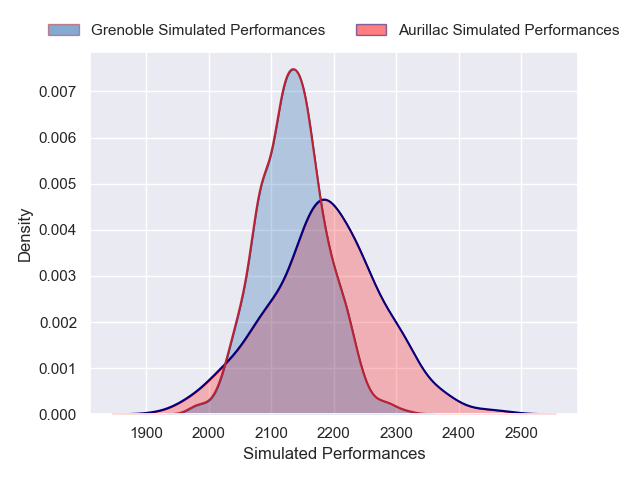 Grenoble Simulated Performances
Aurillac Simulated Performances
0.007
0.006
0.005
0.004
0.003
0.002
0.001
0.000
Density
1900 2000 2100 2200 2300 2400 2500
Simulated Performances